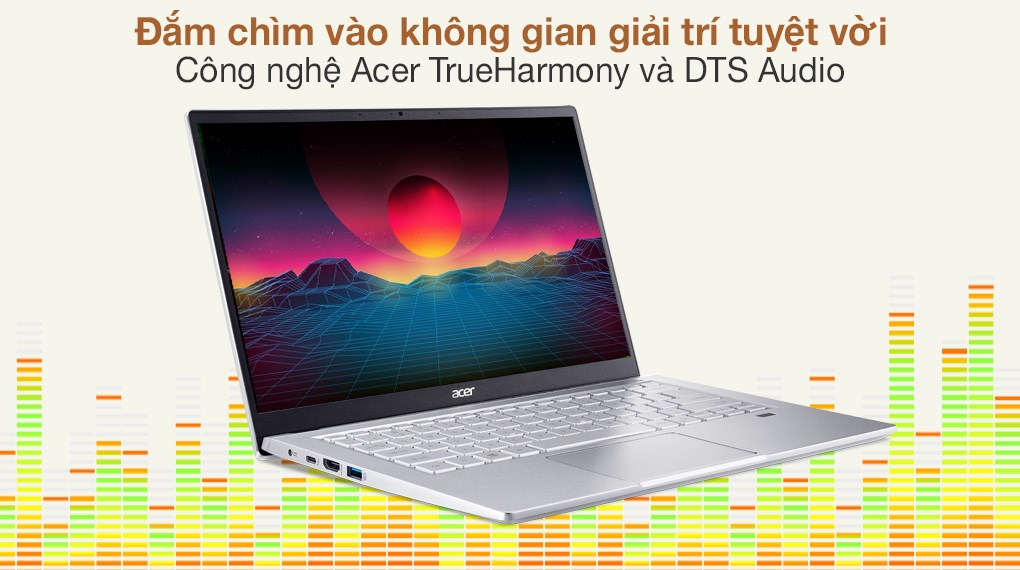 Đắm chìm vào không gian giải trí tuyệt vời
Công nghệ Acer TrueHarmony và DTS Audio
acer